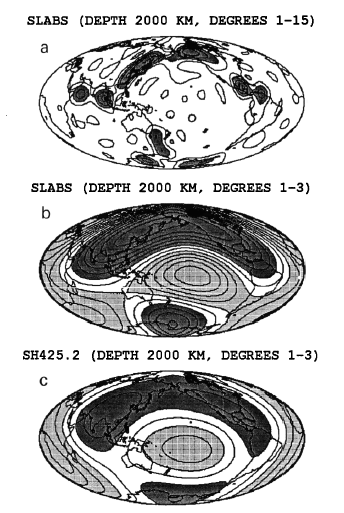 SLABS (DEPTH 2000 KM, DEGREES 1-15)
a
SLABS (DEPTH 2000 KM, DEGREES 1-3)
b
SH425.2 (DEPTH 2000 KM, DEGREES 1-3)
c